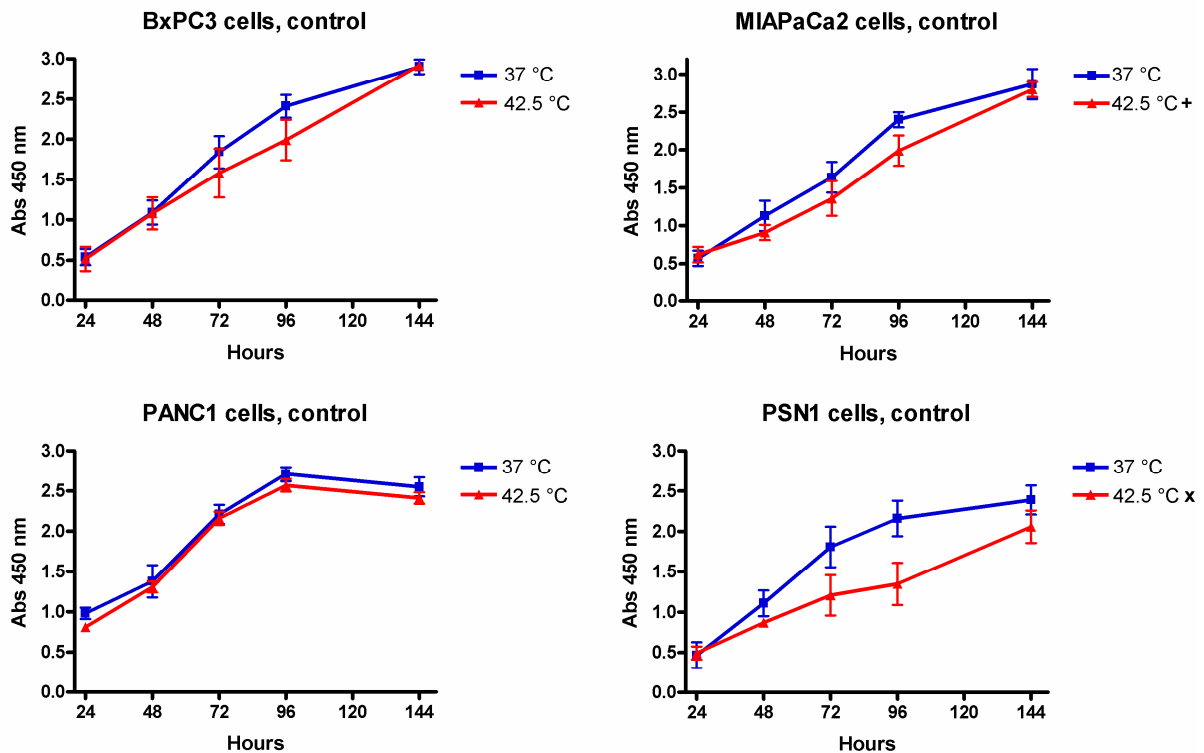 BxPC3 cells, control
3.0
2.5
2.0
1.5
1.0
0.5
0.0
Abs 450 nm
24 48 72 96 120 144
Hours
37 °C
42.5 °C
MIAPaCa2 cells, control
3.0
2.5
2.0
1.5
1.0
0.5
0.0
Abs 450 nm
24 48 72 96 120 144
Hours
37 °C
42.5 °C +
PANC1 cells, control
3.0
2.5
2.0
1.5
1.0
0.5
0.0
Abs 450 nm
24 48 72 96 120 144
Hours
37 °C
42.5 °C
PSN1 cells, control
3.0
2.5
2.0
1.5
1.0
0.5
0.0
Abs 450 nm
24 48 72 96 120 144
Hours
37 °C
42.5 °C x